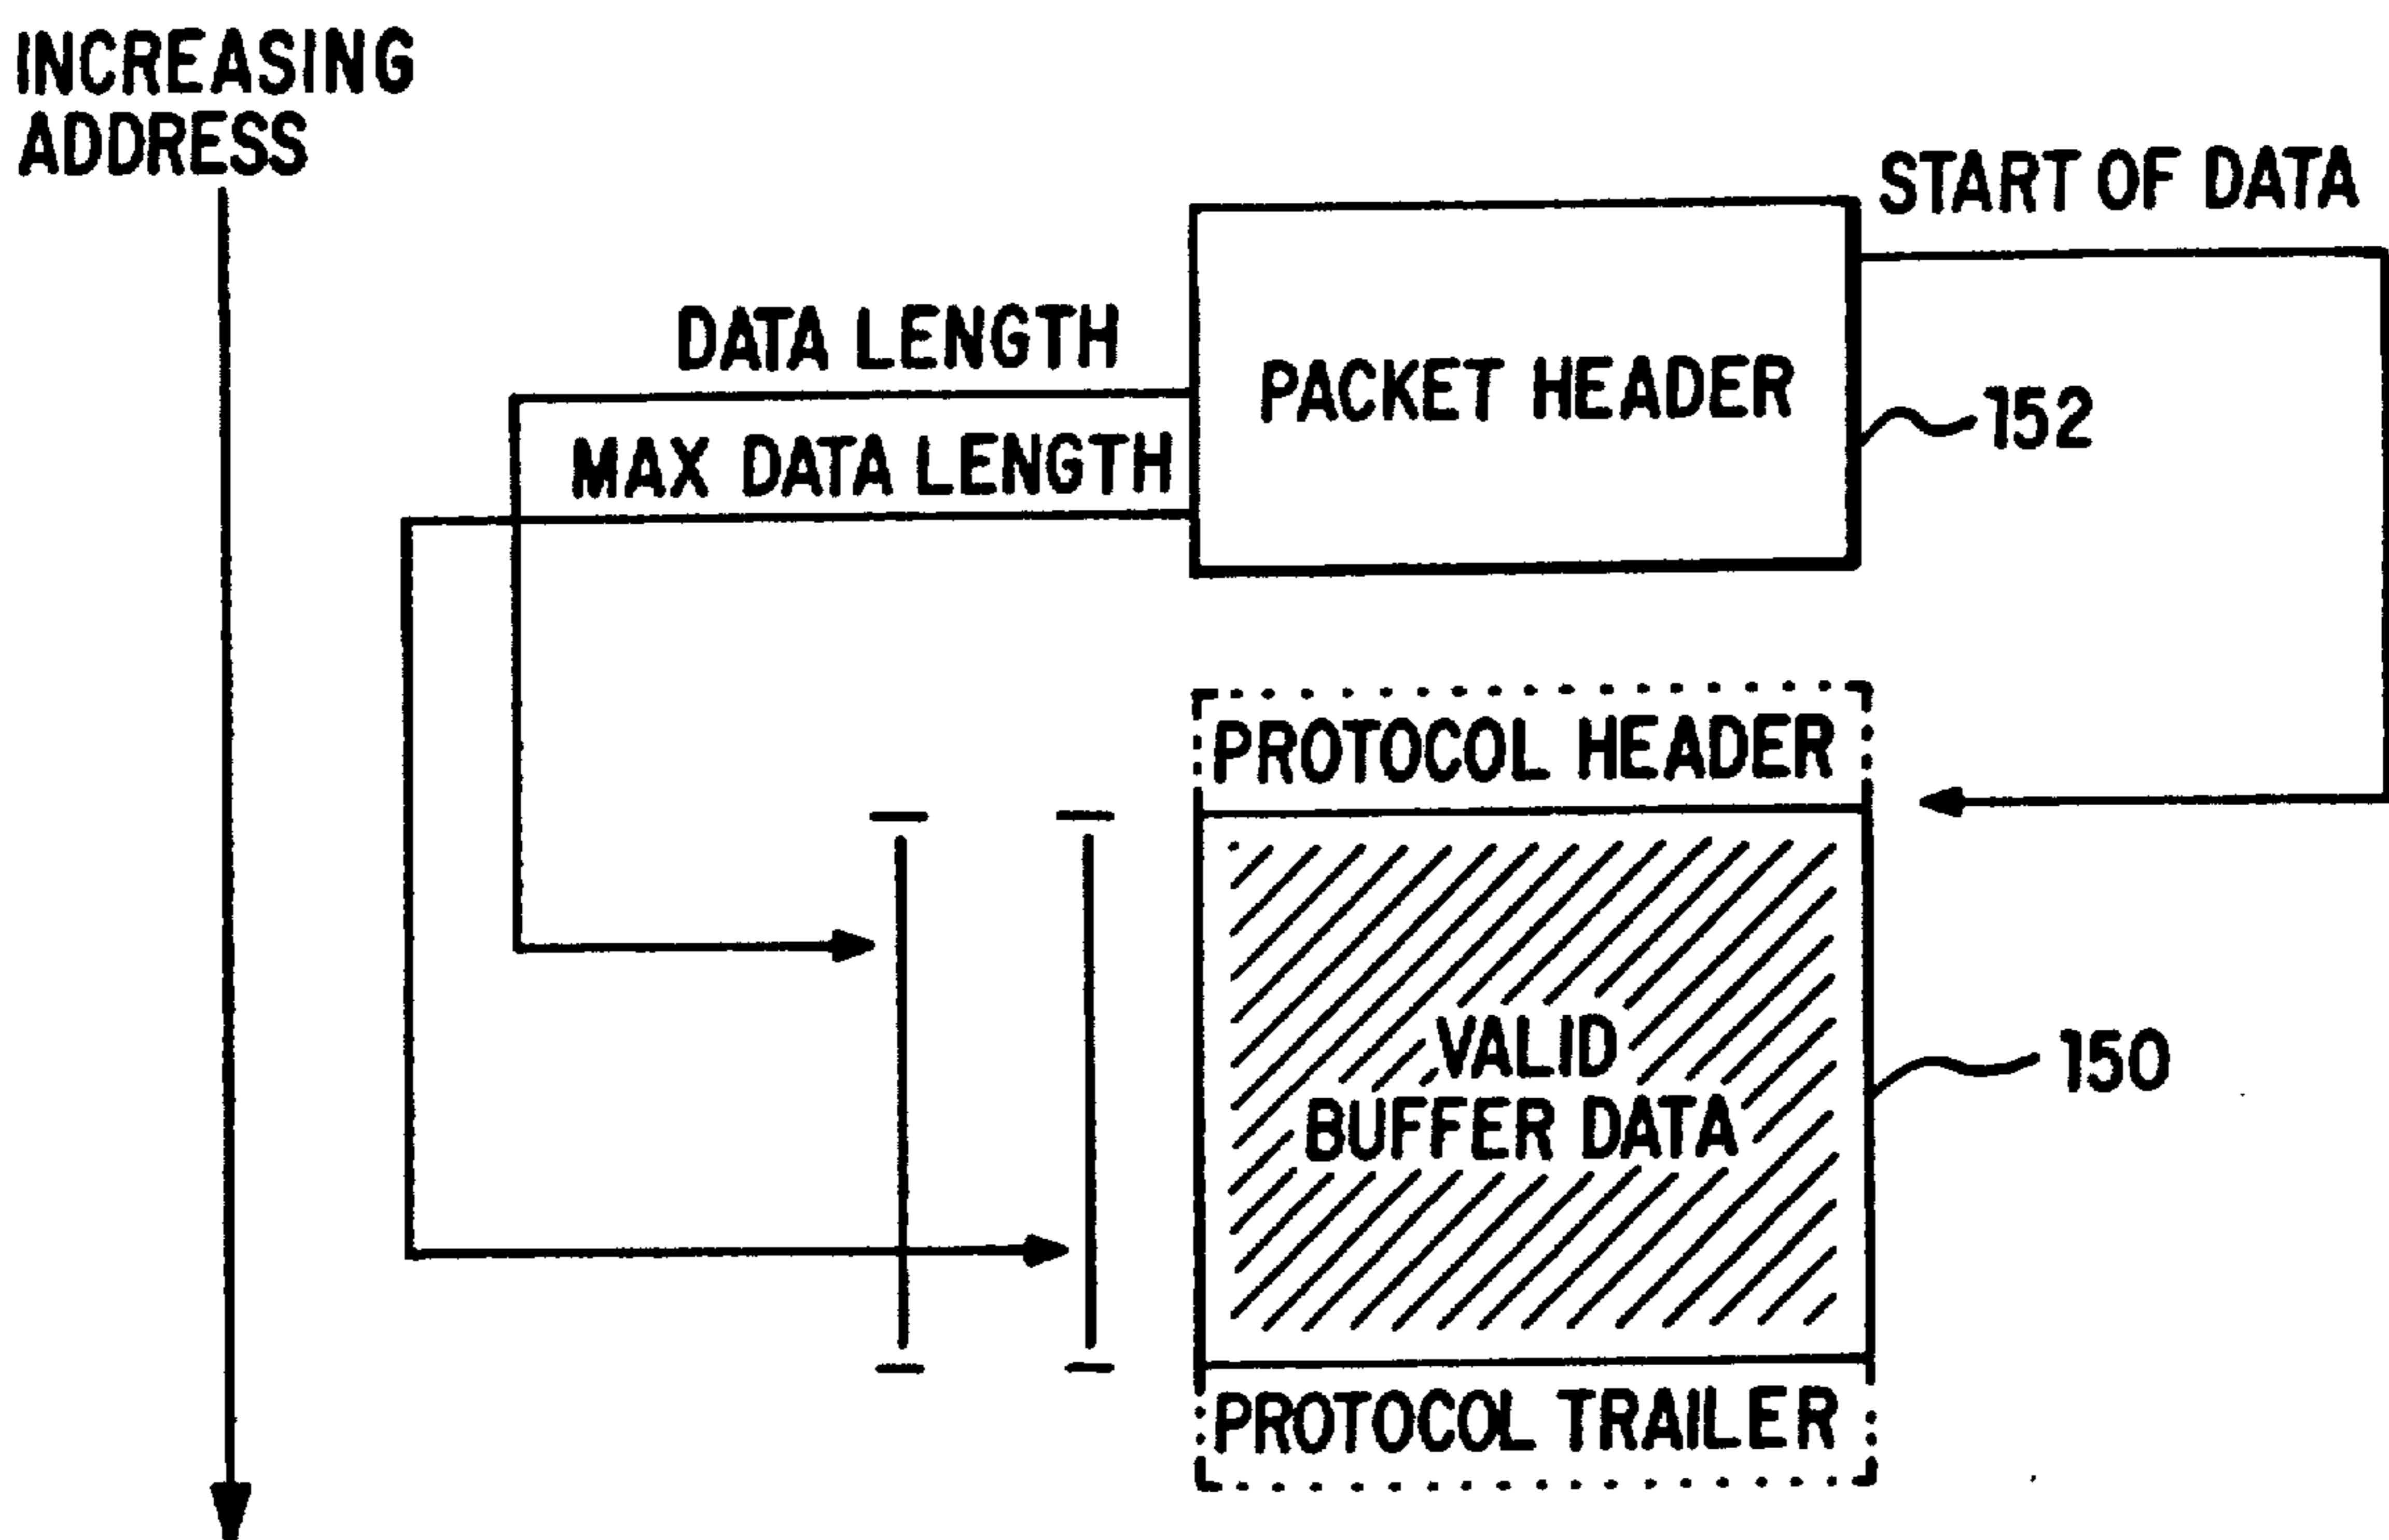 INCREASING
ADDRESS
START OF DATA
DATA LENGTH
PACKET HEADER
152
MAX DATA LENGTH
PROTOCOL HEADER
VALID
BUFFER DATA
150
PROTOCOL TRAILER